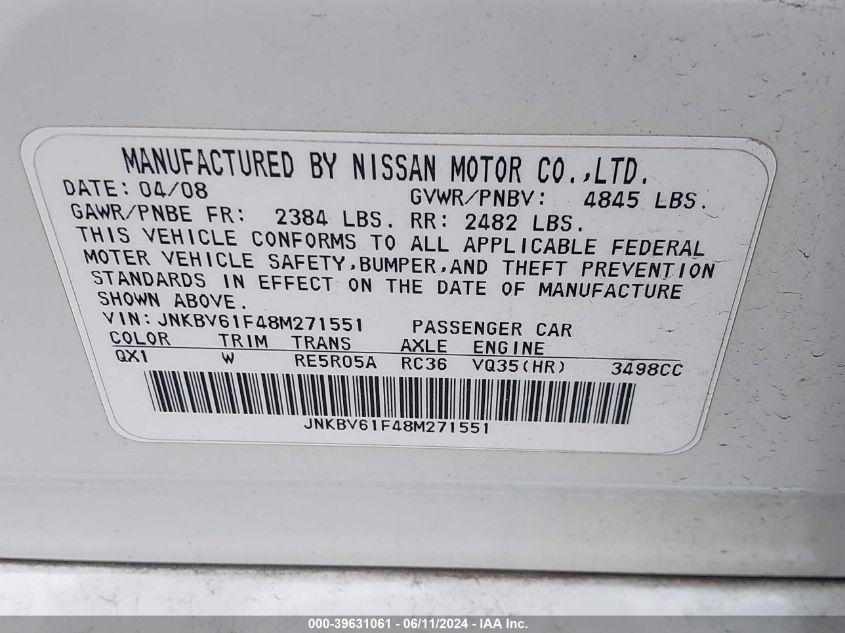 MANUFACTURED BY NISSAN MOTOR CO.,LTD.
DATE: 04/08 GVWR/PNBV: 4845 LBS.
GAWR/PNBE FR: 2384 LBS. RR: 2482 LBS.
THIS VEHICLE CONFORMS TO ALL APPLICABLE FEDERAL
MOTER VEHICLE SAFETY,BUMPER,AND THEFT PREVENTION
STANDARDS IN EFFECT ON THE DATE OF MANUFACTURE
SHOWN ABOVE.
VIN:JNKBV61F48M271551 PASSENGER CAR
COLOR TRIM TRANS AXLE ENGINE
QX1 W RE5R05A RC36 VQ35(HR) 3498CC
JNKBV61F48M271551
000-39631061 - 06/11/2024 - IAA Inc.